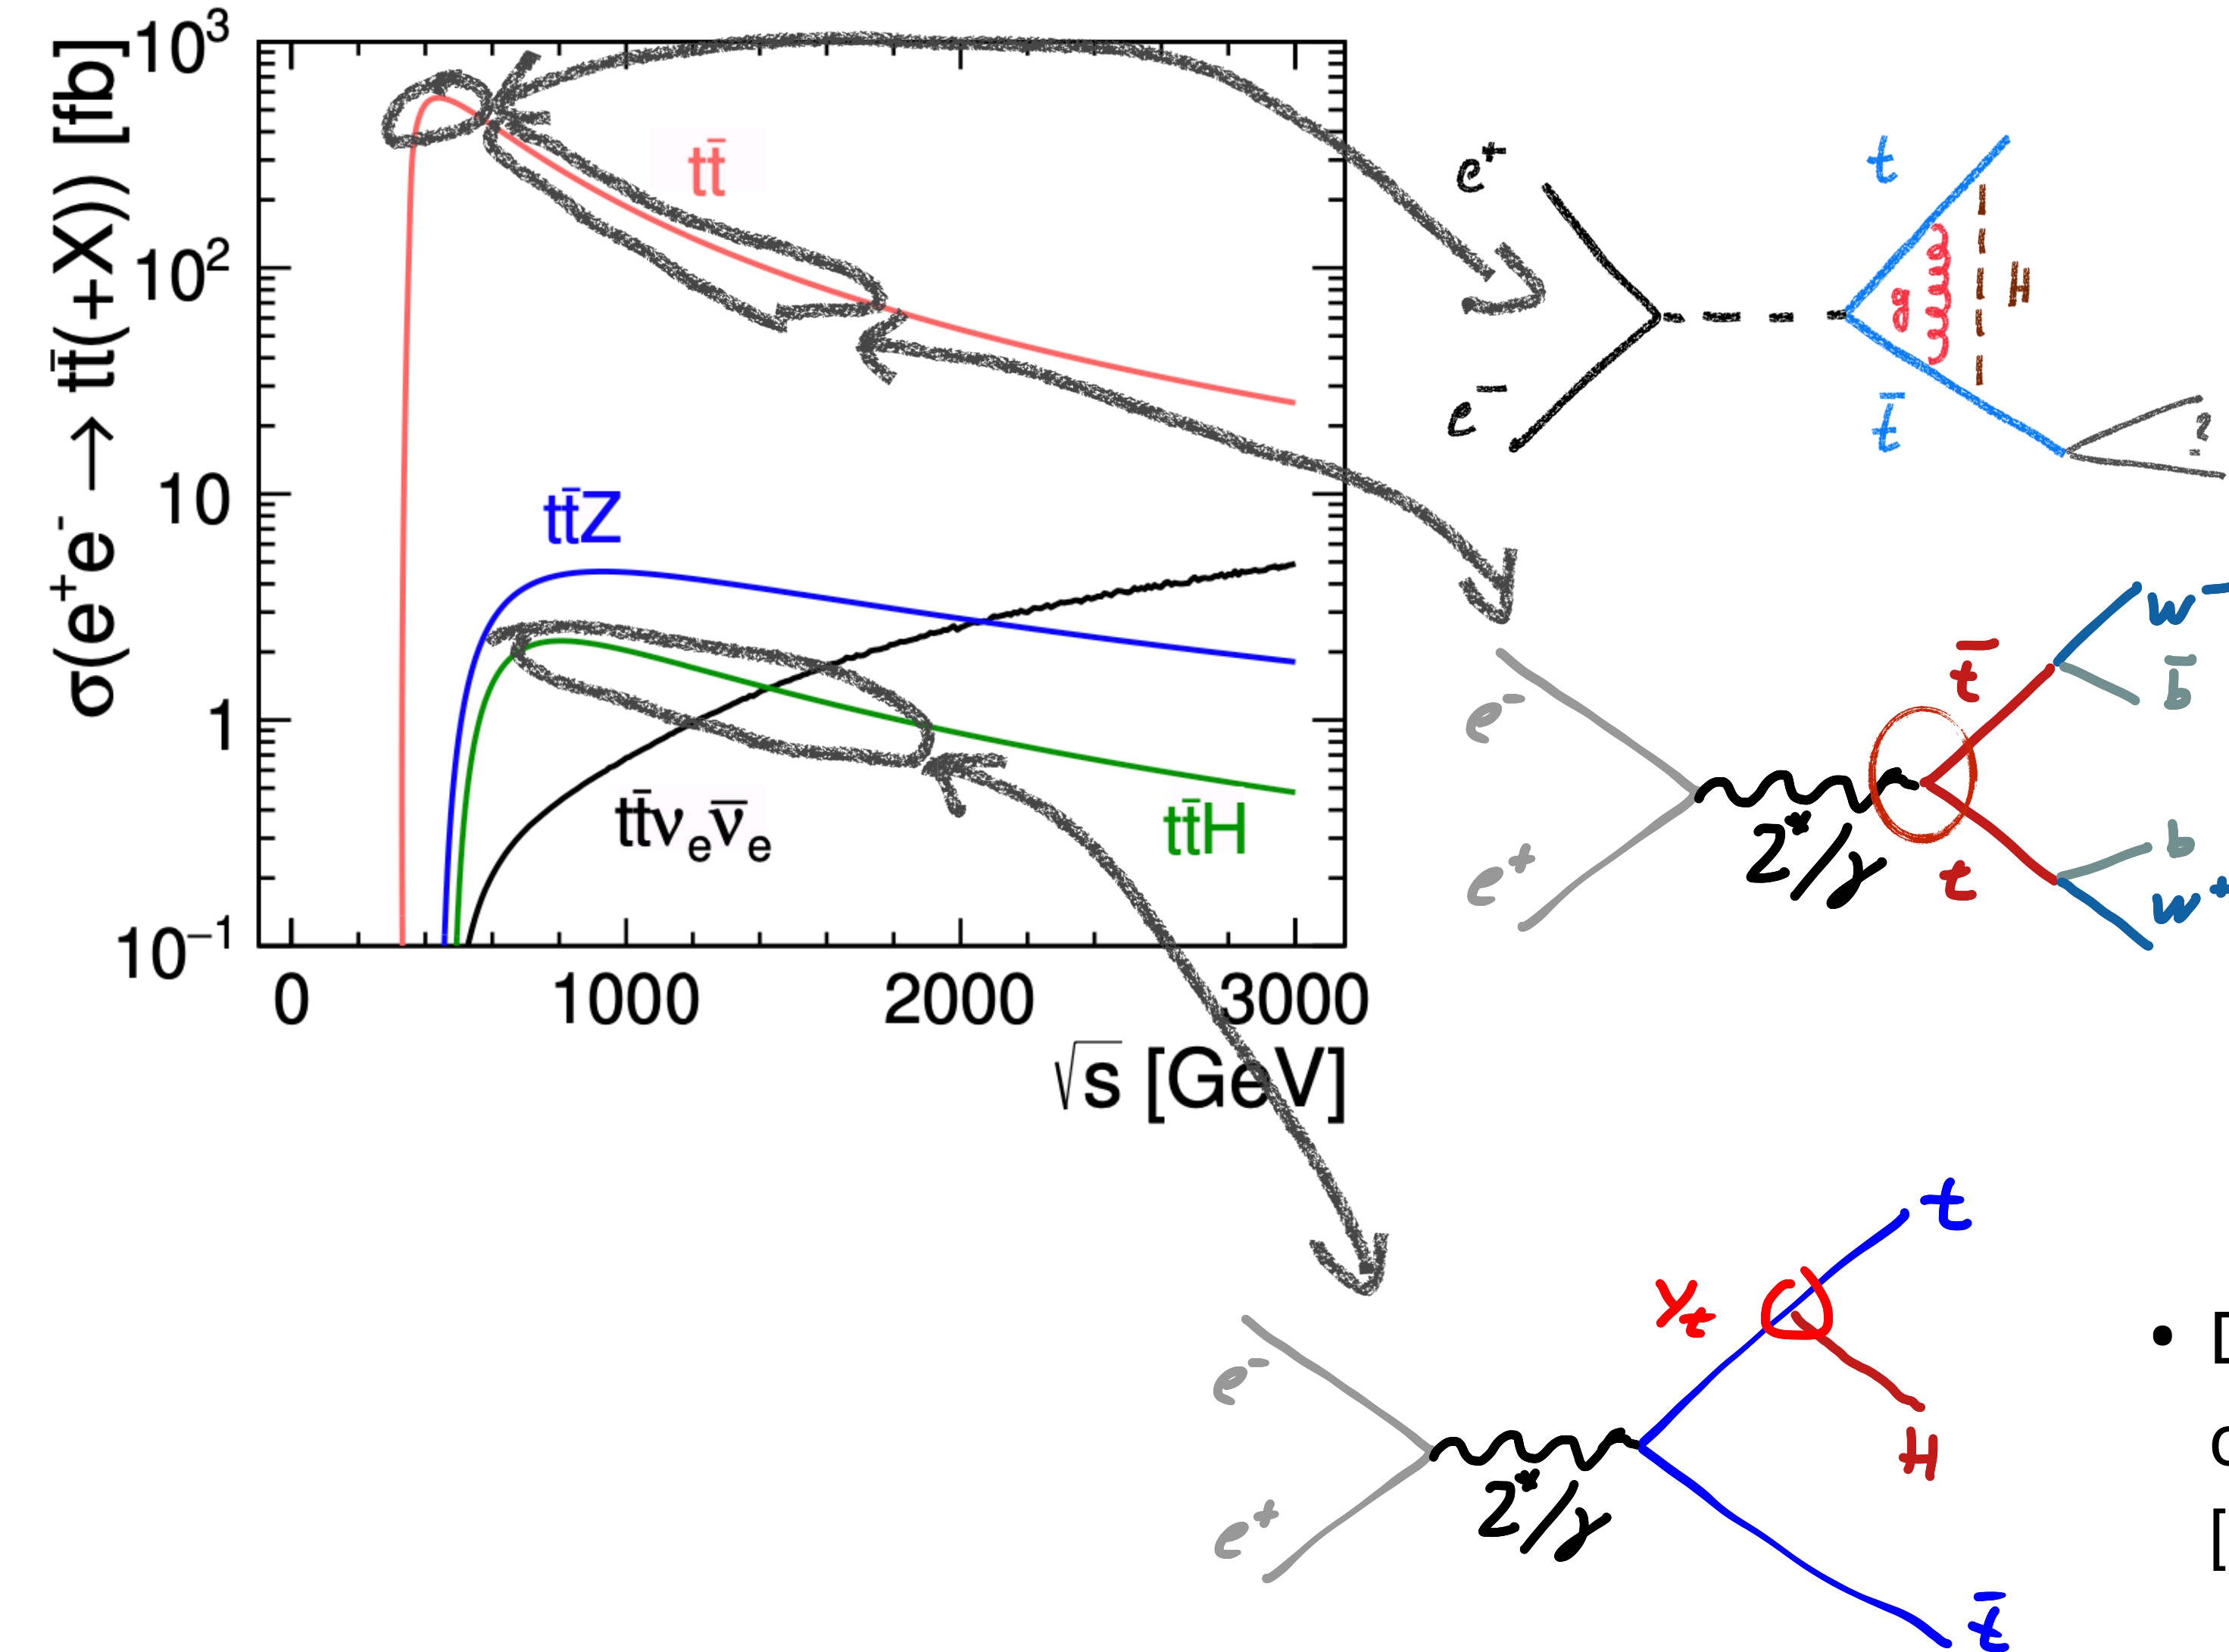 σ(e⁺e⁻ → tt̄(+X)) [fb]
10³
10²
10
1
10⁻¹
0 1000 2000 3000
√s [GeV]
tt̄
tt̄Z
tt̄νₑν̄ₑ
tt̄H
e⁺
e⁻
t
g
H
t̄
?
e⁻
e⁺
Z*/γ
t̄
t
W⁻
b̄
b
W⁺
e⁻
e⁺
Z*/γ
yₜ
t
H
t̄
•
[